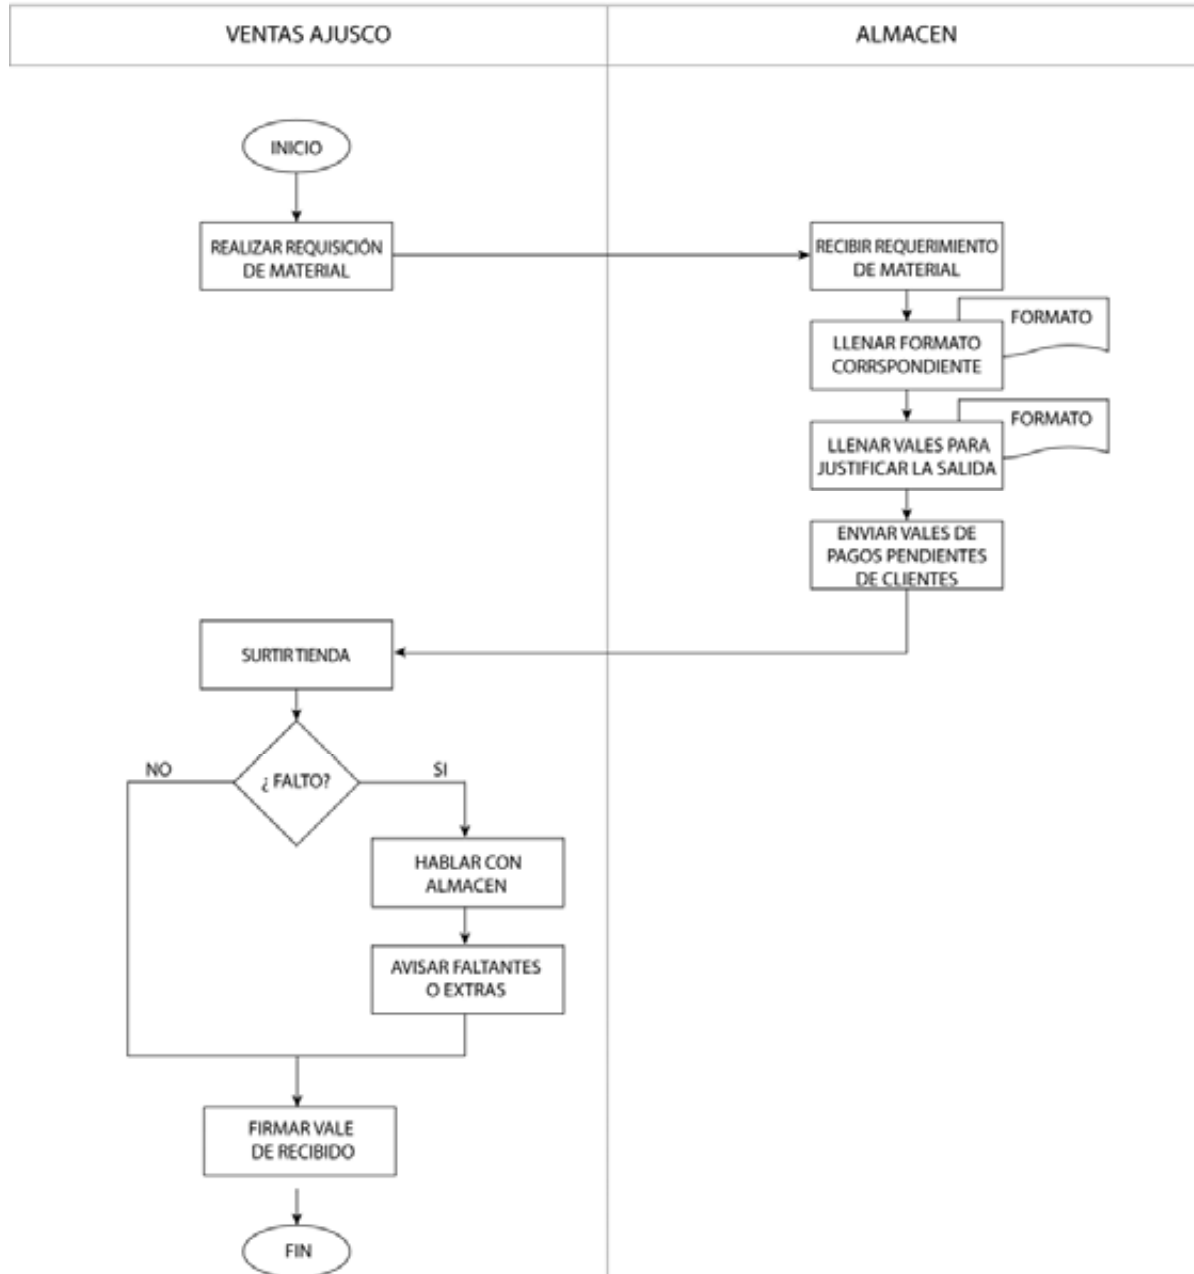 VENTAS AJUSCO
ALMACEN
INICIO
REALIZAR REQUISICIÓN
DE MATERIAL
RECIBIR REQUERIMIENTO
DE MATERIAL
FORMATO
LLENAR FORMATO
CORRSPONDIENTE
FORMATO
LLENAR VALES PARA
JUSTIFICAR LA SALIDA
ENVIAR VALES DE
PAGOS PENDIENTES
DE CLIENTES
SURTIR TIENDA
¿ FALTO?
NO
SI
HABLAR CON
ALMACEN
AVISAR FALTANTES
O EXTRAS
FIRMAR VALE
DE RECIBIDO
FIN